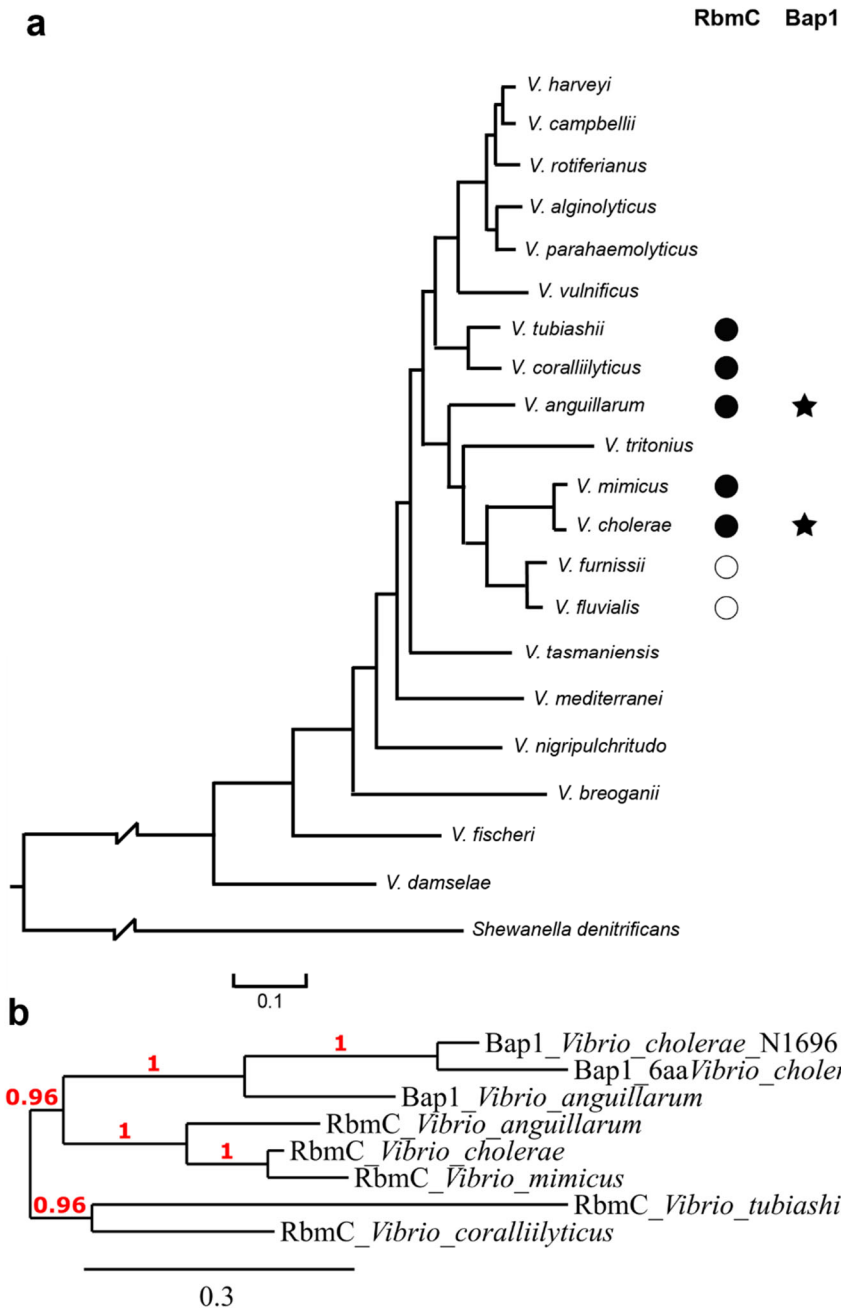 a
RbmC Bap1
V. harveyi
V. campbellii
V. rotiferianus
V. alginolyticus
V. parahaemolyticus
V. vulnificus
V. tubiashii
V. coralliilyticus
V. anguillarum
V. tritonius
V. mimicus
V. cholerae
V. furnissii
V. fluvialis
V. tasmaniensis
V. mediterranei
V. nigripulchritudo
V. breoganii
V. fischeri
V. damselae
Shewanella denitrificans
0.1
b
1
Bap1_Vibrio_cholerae_N1696
1
Bap1_6aaVibrio_choler
0.96
Bap1_Vibrio_anguillarum
RbmC_Vibrio_anguillarum
1
RbmC_Vibrio_cholerae
1
RbmC_Vibrio_mimicus
0.96
RbmC_Vibrio_tubiashi
RbmC_Vibrio_coralliilyticus
0.3